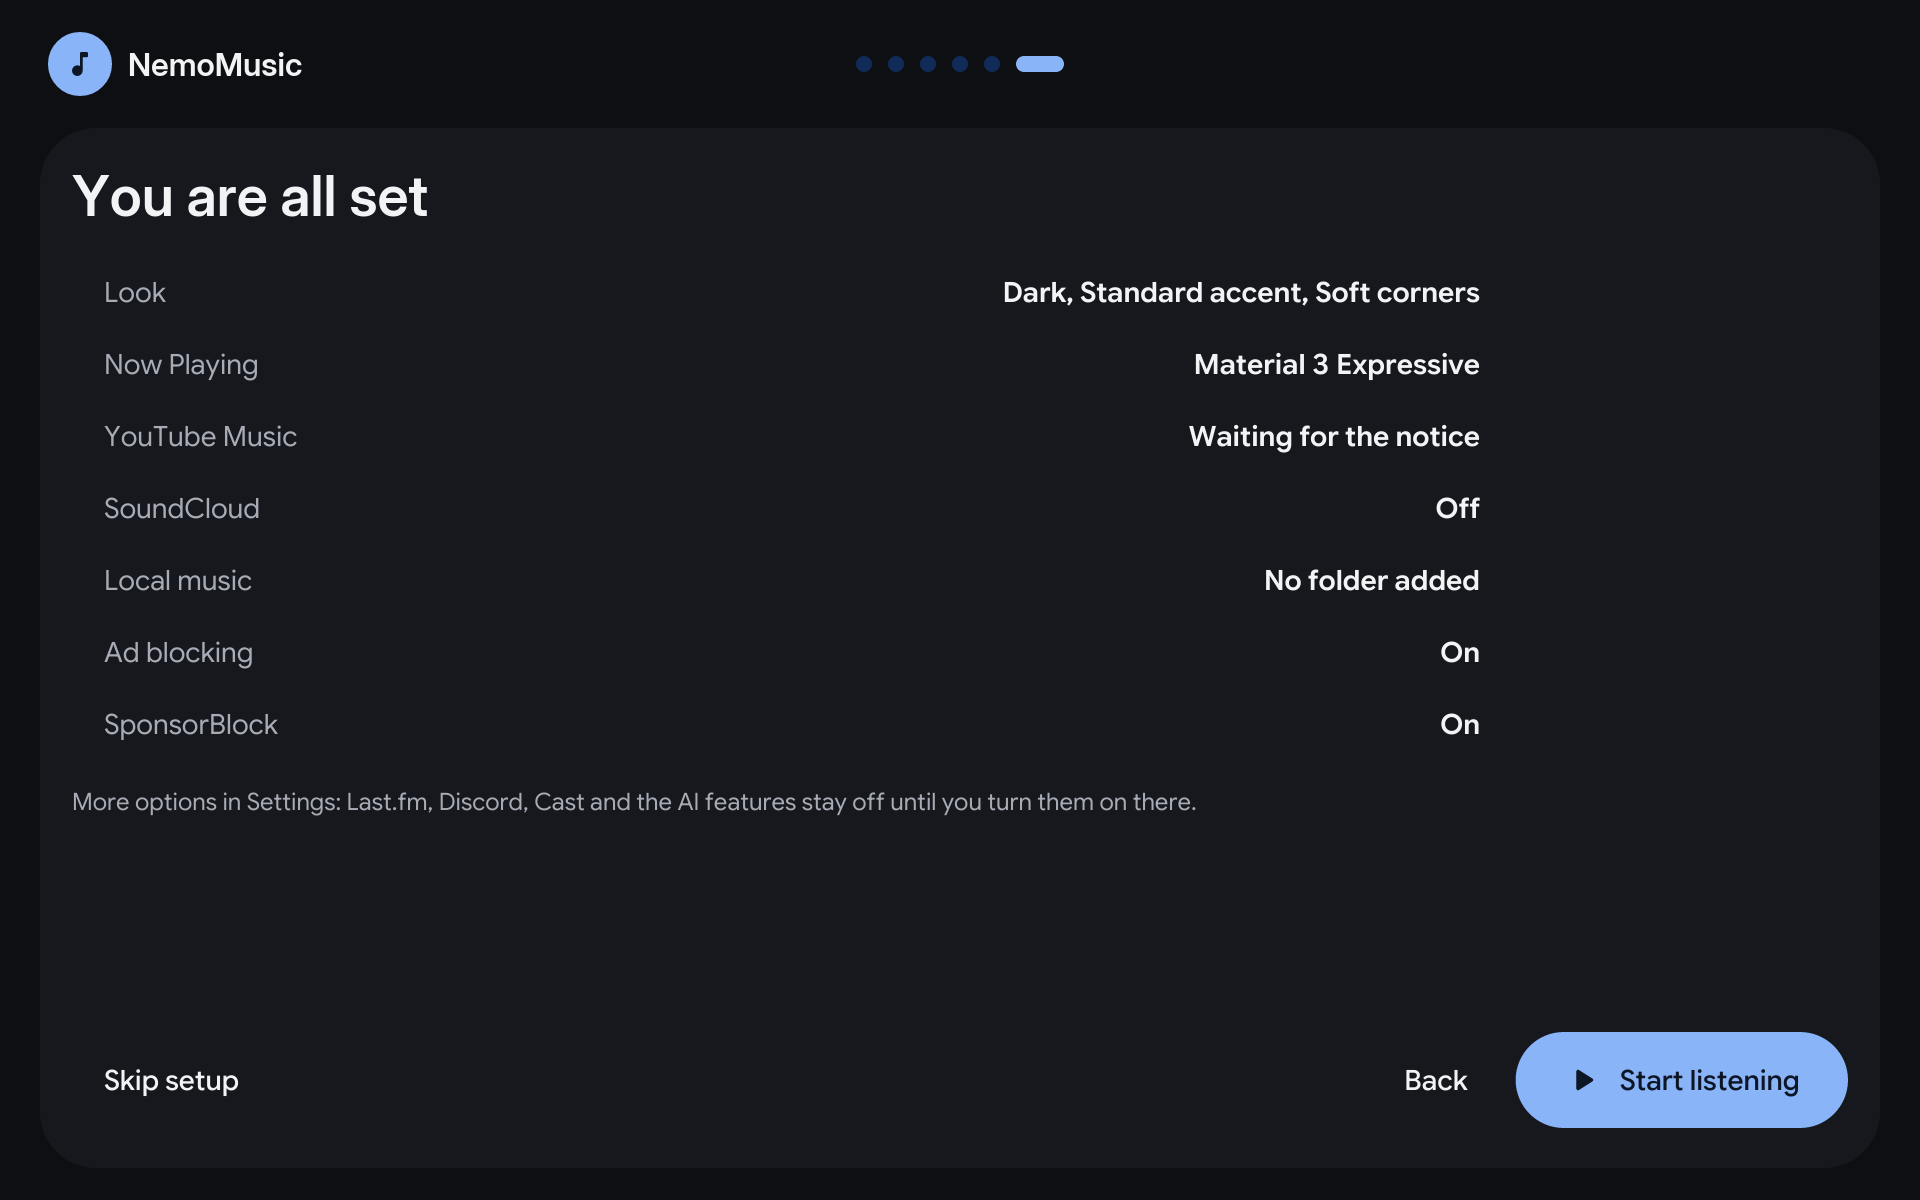 NemoMusic
You are all set
Look Dark, Standard accent, Soft corners
Now Playing Material 3 Expressive
YouTube Music Waiting for the notice
SoundCloud Off
Local music No folder added
Ad blocking On
SponsorBlock On
More options in Settings: Last.fm, Discord, Cast and the AI features stay off until you turn them on there.
Skip setup Back Start listening